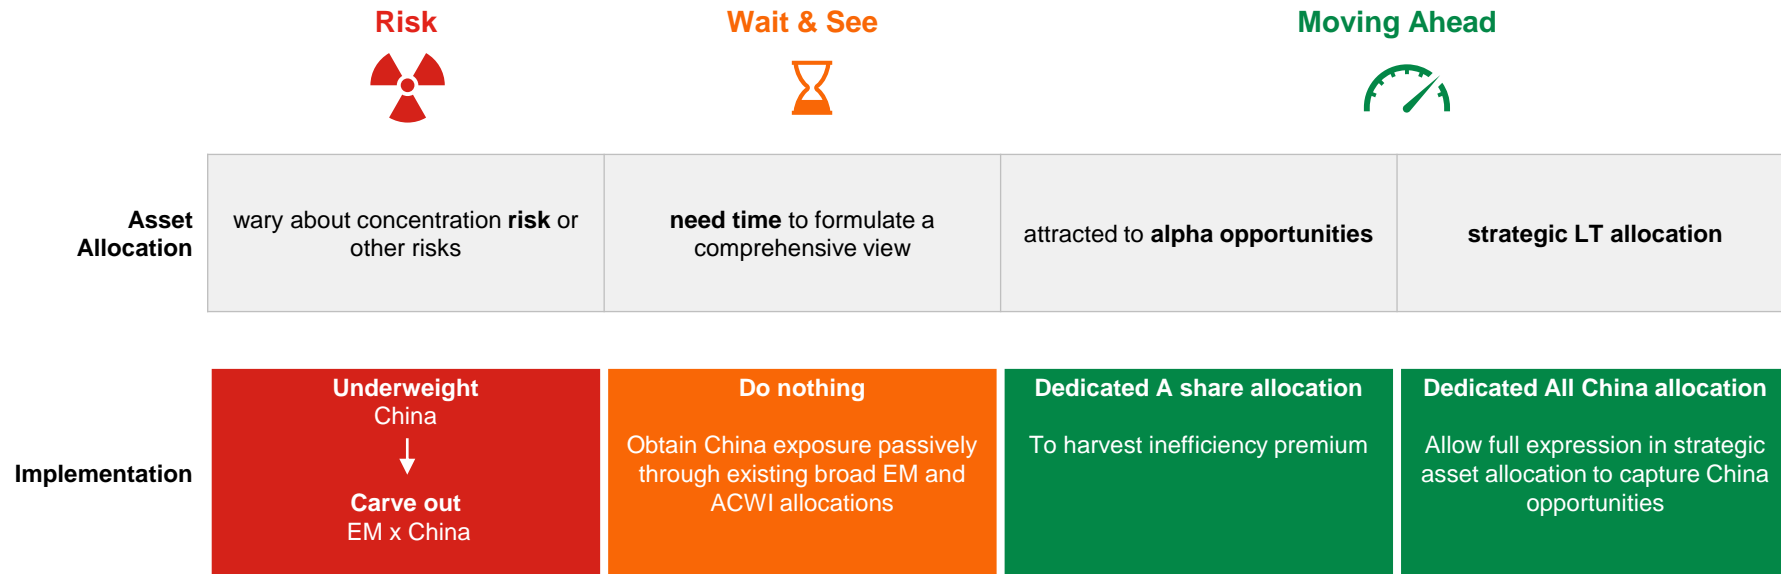 Risk
Wait & See
Moving Ahead
Asset
Allocation
wary about concentration risk or
other risks
need time to formulate a
comprehensive view
attracted to alpha opportunities
strategic LT allocation
Implementation
Underweight
China
Carve out
EM x China
Do nothing
Obtain China exposure passively
through existing broad EM and
ACWI allocations
Dedicated A share allocation
To harvest inefficiency premium
Dedicated All China allocation
Allow full expression in strategic
asset allocation to capture China
opportunities